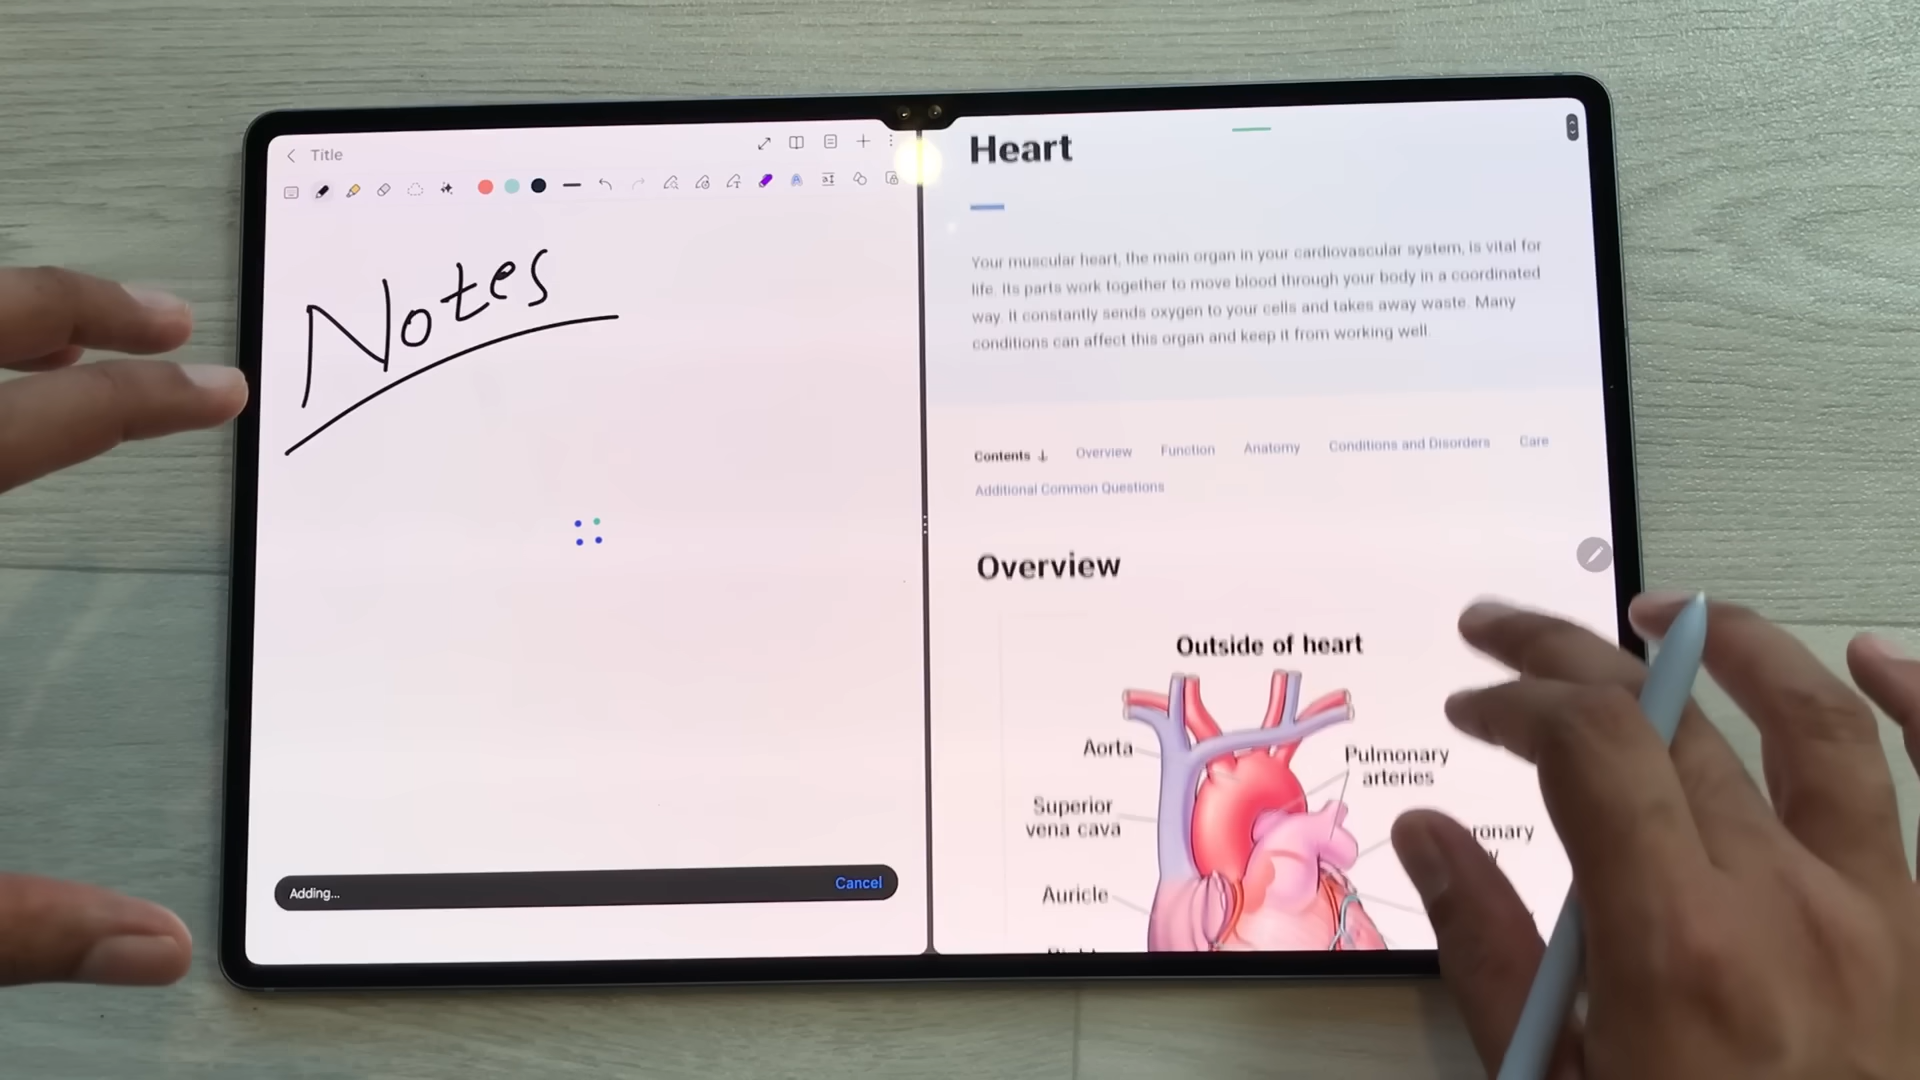 Title
Notes
Adding...
Cancel
Heart
Your muscular heart, the main organ in your cardiovascular system, is vital for
life. Its parts work together to move blood through your body in a coordinated
way. It constantly sends oxygen to your cells and takes away waste. Many
conditions can affect this organ and keep it from working well.
Contents ↓ Overview Function Anatomy Conditions and Disorders Care
Additional Common Questions
Overview
Outside of heart
Aorta
Pulmonary
arteries
Superior
vena cava
Auricle